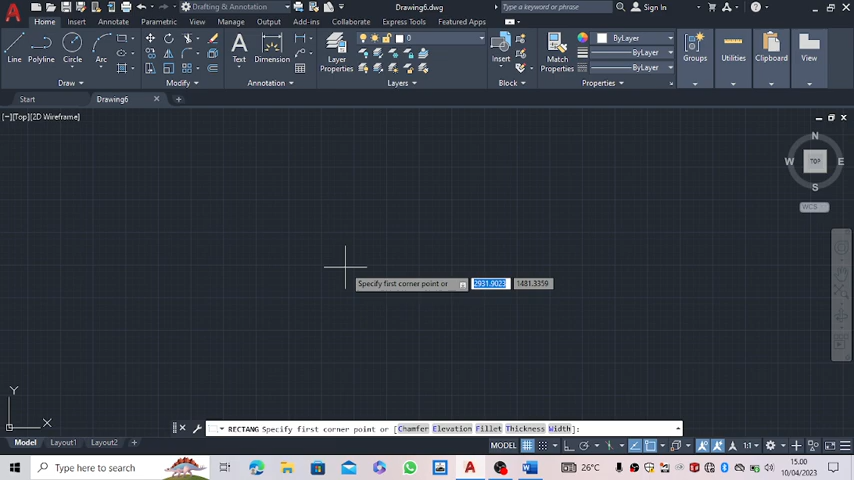 Drafting & Annotation
Drawing6.dwg
Type a keyword or phrase
Sign In
Home Insert Annotate Parametric View Manage Output Add-ins Collaborate Express Tools Featured Apps
Line Polyline Circle Arc
Text Dimension
Layer Properties
0
Insert
Match Properties
ByLayer
ByLayer
ByLayer
Groups Utilities Clipboard View
Draw Modify Annotation Layers Block Properties
Start Drawing6
[−][Top][2D Wireframe]
N
W TOP E
S
WCS
Specify first corner point or 2931.9023 1481.3359
Y
X
RECTANG Specify first corner point or [Chamfer Elevation Fillet Thickness Width]:
Model Layout1 Layout2
MODEL 1:1
Type here to search
26°C
15.00
10/04/2023